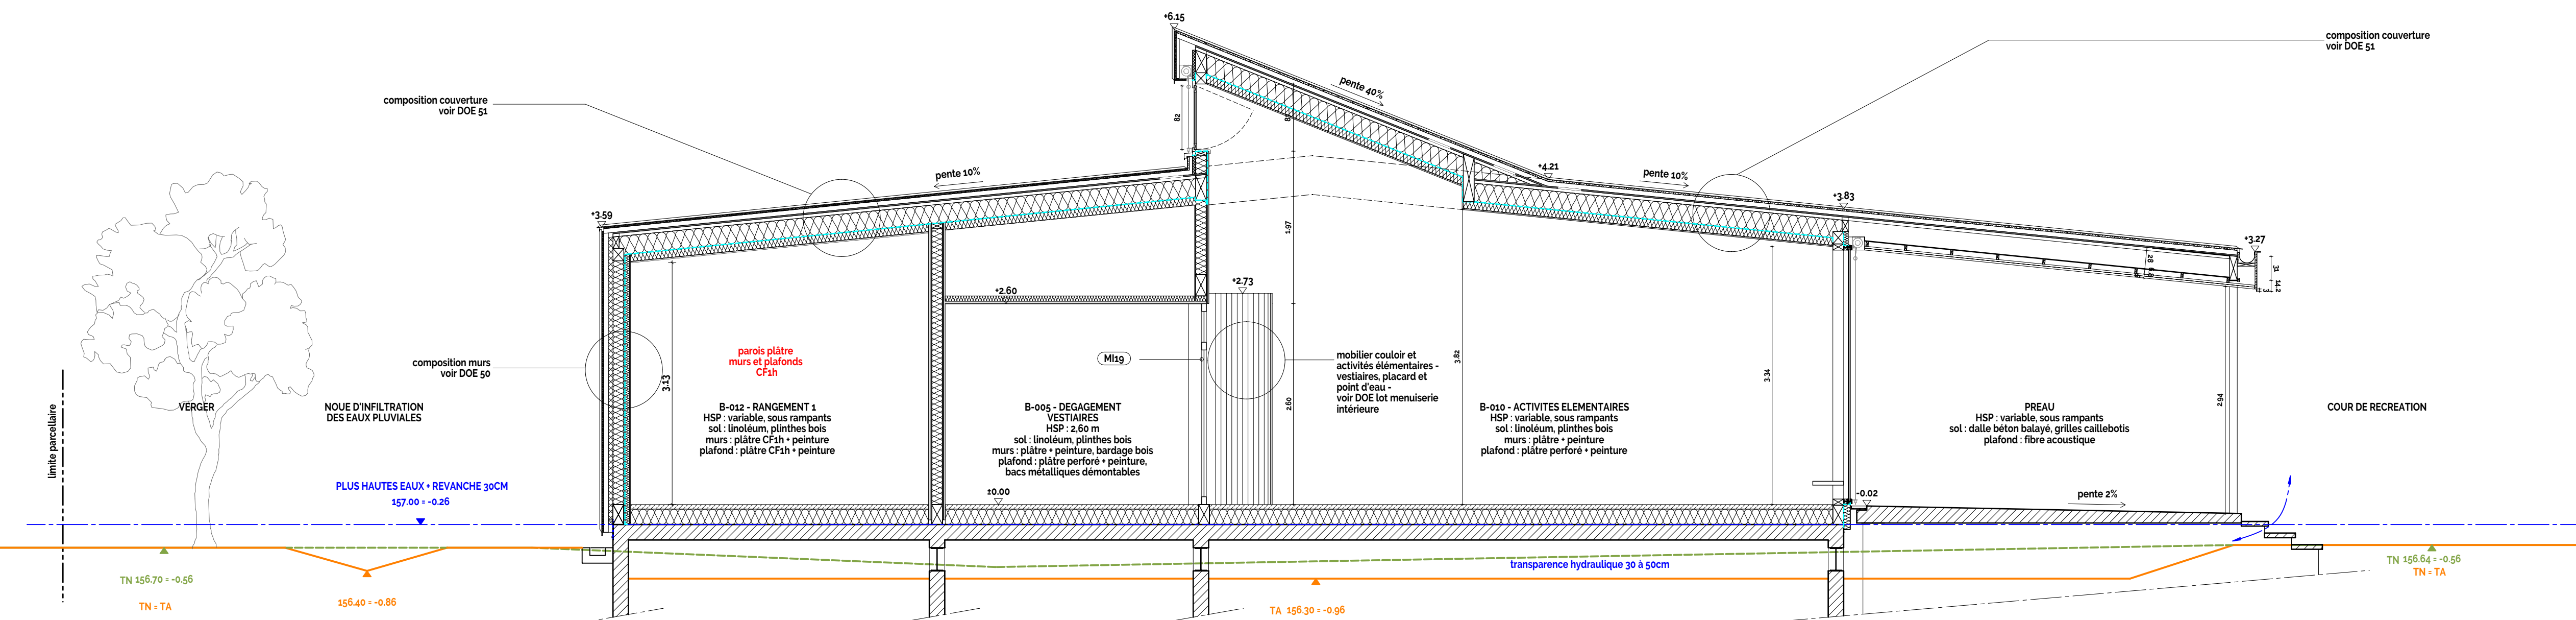 +6.15
composition couverture
voir DOE 51
pente 40%
composition couverture
voir DOE 51
82
82
pente 10%
+4.21
pente 10%
+3.83
+3.59
1.97
+3.27
28
6.8
31
14.2
3
+2.60
+2.73
composition murs
voir DOE 50
parois plâtre
murs et plafonds
CF1h
3.13
MI19
mobilier couloir et
activités élémentaires -
vestiaires, placard et
point d'eau -
voir DOE lot menuiserie
intérieure
3.82
3.34
2.60
2.94
limite parcellaire
VERGER
NOUE D'INFILTRATION
DES EAUX PLUVIALES
B-012 - RANGEMENT 1
HSP : variable, sous rampants
sol : linoléum, plinthes bois
murs : plâtre CF1h + peinture
plafond : plâtre CF1h + peinture
B-005 - DEGAGEMENT
VESTIAIRES
HSP : 2,60 m
sol : linoléum, plinthes bois
murs : plâtre + peinture, bardage bois
plafond : plâtre perforé + peinture,
bacs métalliques démontables
B-010 - ACTIVITES ELEMENTAIRES
HSP : variable, sous rampants
sol : linoléum, plinthes bois
murs : plâtre + peinture
plafond : plâtre perforé + peinture
PREAU
HSP : variable, sous rampants
sol : dalle béton balayé, grilles caillebotis
plafond : fibre acoustique
COUR DE RECREATION
PLUS HAUTES EAUX + REVANCHE 30CM
157.00 = -0.26
±0.00
-0.02
pente 2%
transparence hydraulique 30 à 50cm
TN 156.70 = -0.56
TN = TA
156.40 = -0.86
TA 156.30 = -0.96
TN 156.64 = -0.56
TN = TA